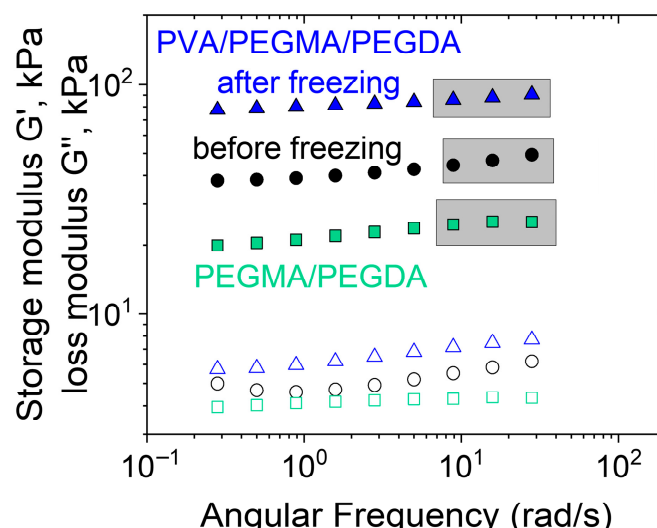 PVA/PEGMA/PEGDA
after freezing
before freezing
PEGMA/PEGDA
Storage modulus G', kPa
loss modulus G'', kPa
10²
10¹
10⁻¹
10⁰
10¹
10²
Angular Frequency (rad/s)